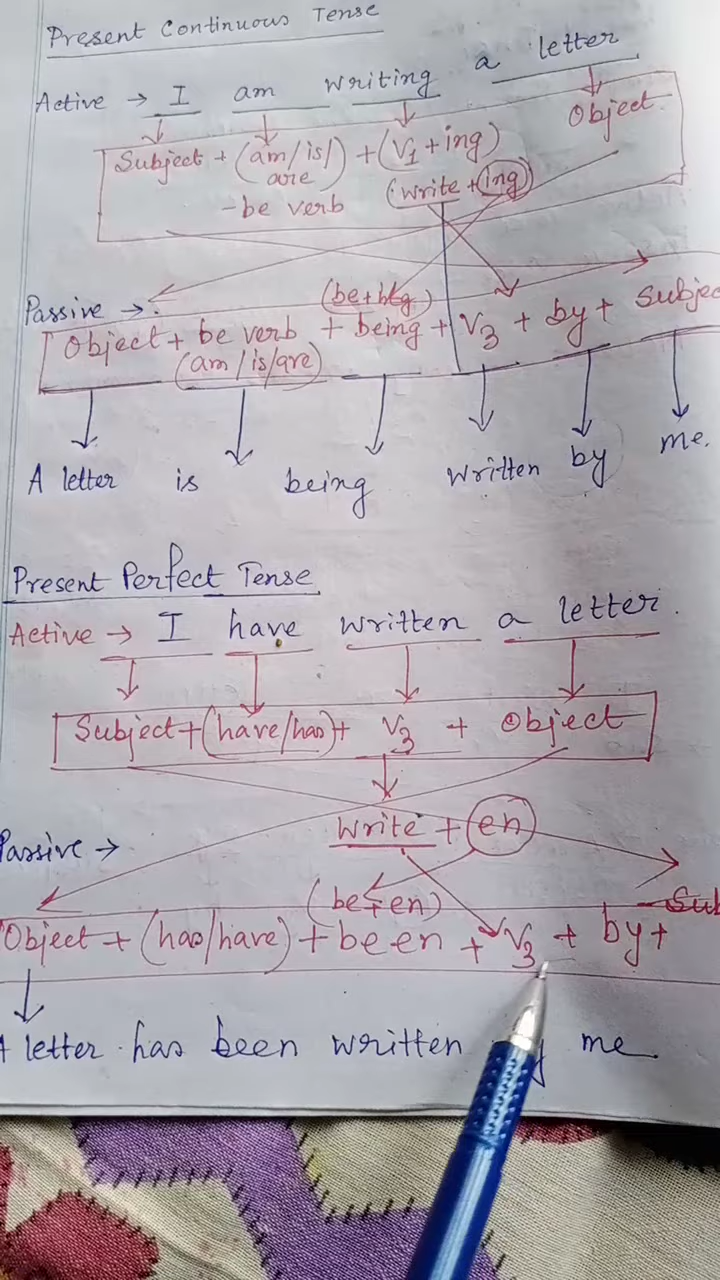 Present Continuous Tense
Active → I am writing a letter
Subject + (am/is/are) + (V1 + ing) Object
- be verb (write + ing)
Passive →
(be + ing)
Object + be verb + being + V3 + by + Subjec
(am/is/are)
A letter is being written by me.
Present Perfect Tense
Active → I have written a letter.
Subject + (have/has) + V3 + Object
Write + en
Passive →
(be + en)
Object + (has/have) + been + V3 + by + Sub
A letter has been written me